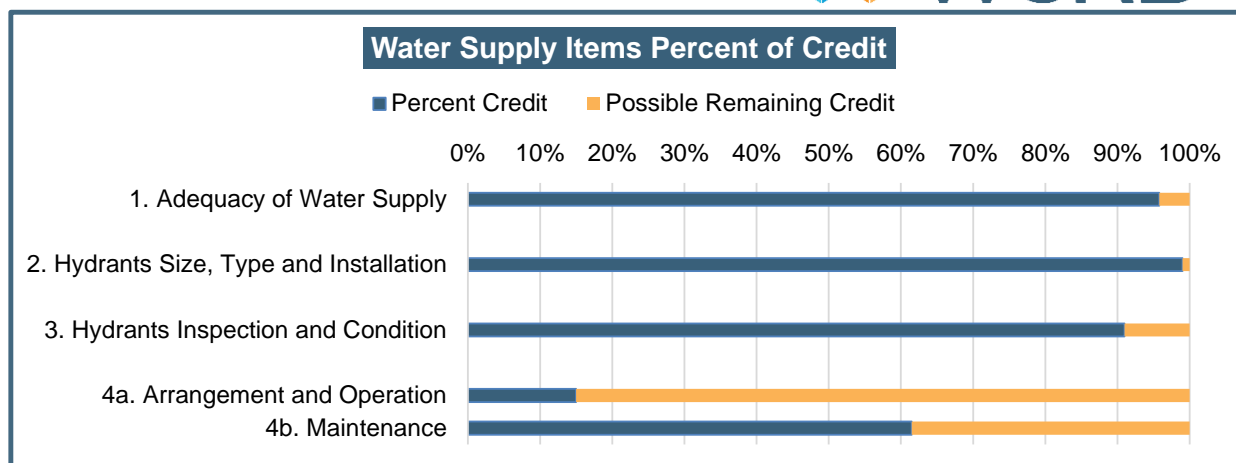 Water Supply Items Percent of Credit
Percent Credit Possible Remaining Credit
0% 10% 20% 30% 40% 50% 60% 70% 80% 90% 100%
1. Adequacy of Water Supply
2. Hydrants Size, Type and Installation
3. Hydrants Inspection and Condition
4a. Arrangement and Operation
4b. Maintenance